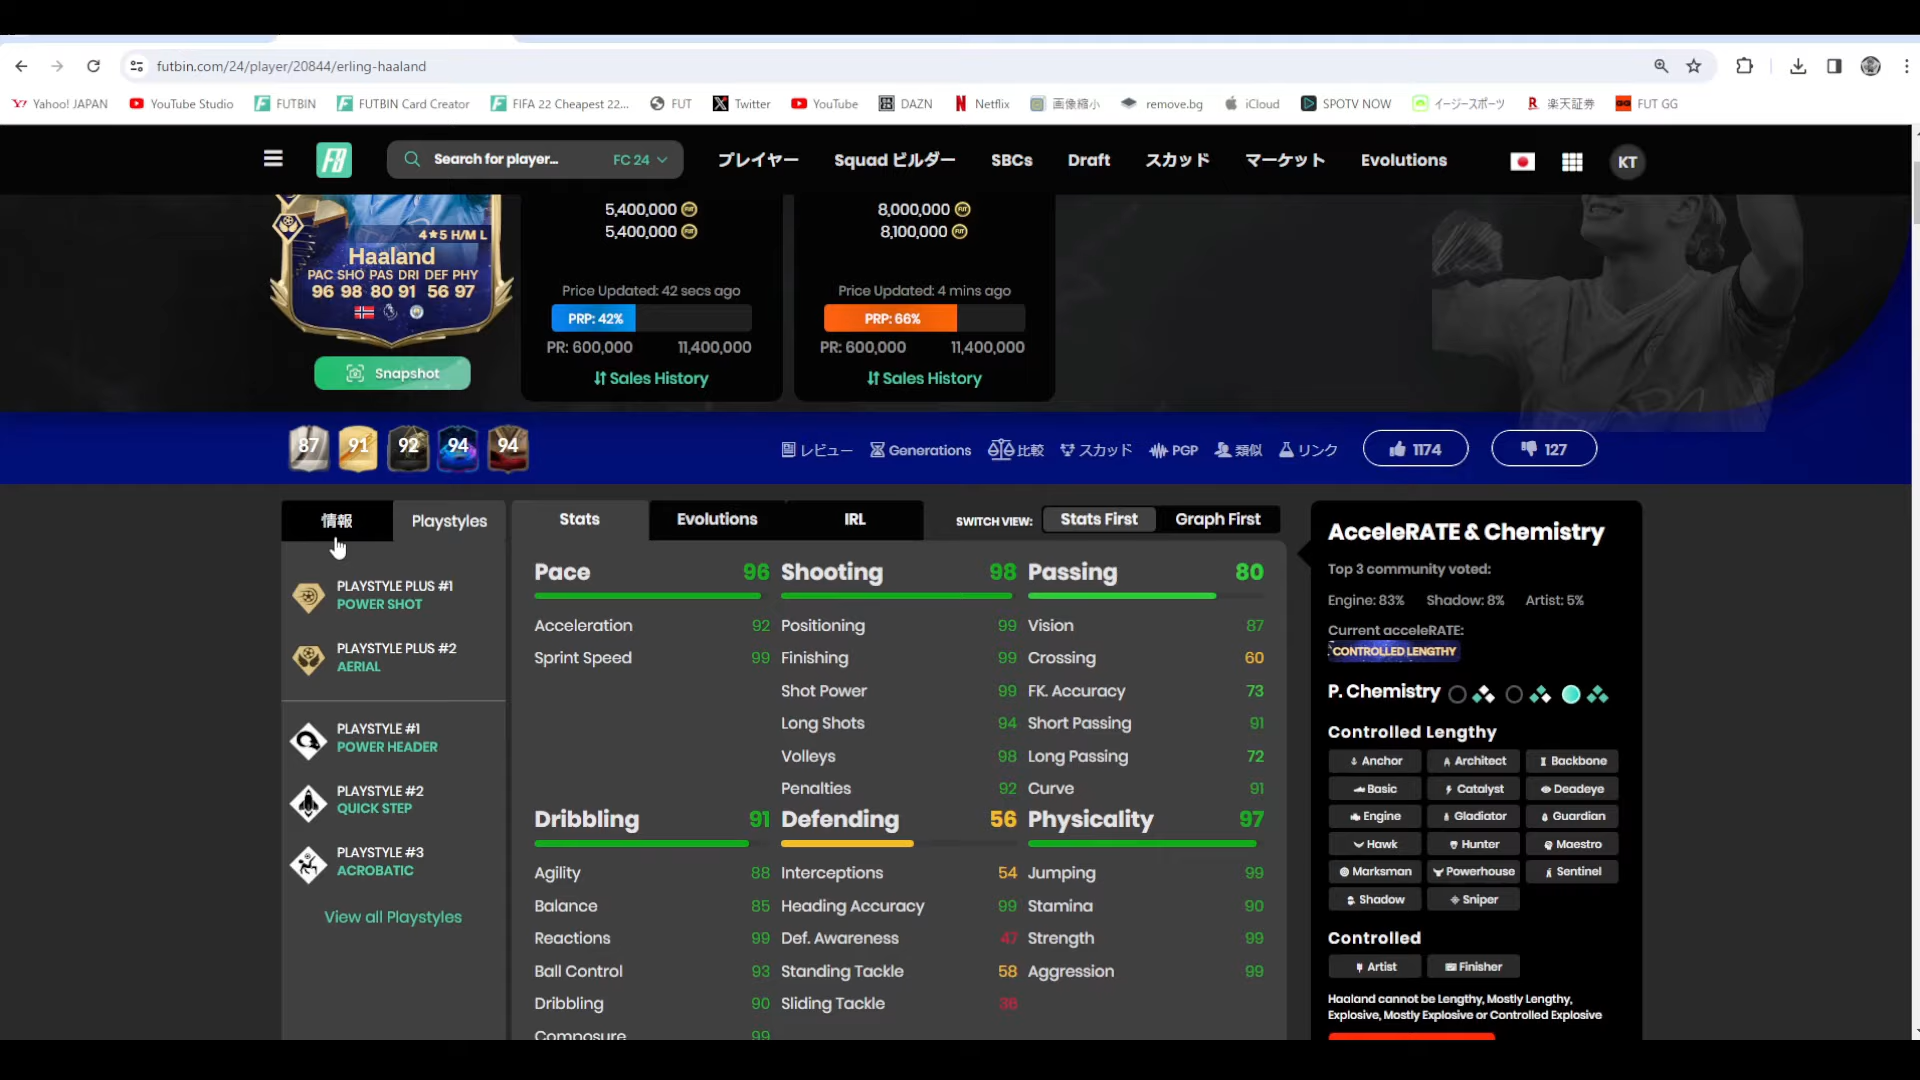 futbin.com/24/player/20844/erling-haaland
Yahoo! JAPAN YouTube Studio FUTBIN FUTBIN Card Creator FIFA 22 Cheapest 22... FUT Twitter YouTube DAZN Netflix 画像縮小 remove.bg iCloud SPOTV NOW イージースポーツ 楽天証券 FUT GG
Search for player... FC 24 プレイヤー Squad ビルダー SBCs Draft スカッド マーケット Evolutions KT
5,400,000 8,000,000
5,400,000 8,100,000
4★5 H/M L
Haaland
PAC SHO PAS DRI DEF PHY
96 98 80 91 56 97
Price Updated: 42 secs ago Price Updated: 4 mins ago
PRP: 42% PRP: 66%
PR: 600,000 11,400,000 PR: 600,000 11,400,000
Snapshot Sales History Sales History
87 91 92 94 94 レビュー Generations 比較 スカッド PGP 類似 リンク 1174 127
情報 Playstyles Stats Evolutions IRL SWITCH VIEW: Stats First Graph First
PLAYSTYLE PLUS #1
POWER SHOT
PLAYSTYLE PLUS #2
AERIAL
PLAYSTYLE #1
POWER HEADER
PLAYSTYLE #2
QUICK STEP
PLAYSTYLE #3
ACROBATIC
View all Playstyles
Pace 96 Shooting 98 Passing 80
Acceleration 92 Positioning 99 Vision 87
Sprint Speed 99 Finishing 99 Crossing 60
Shot Power 99 FK. Accuracy 73
Long Shots 94 Short Passing 91
Volleys 98 Long Passing 72
Penalties 92 Curve 91
Dribbling 91 Defending 56 Physicality 97
Agility 88 Interceptions 54 Jumping 99
Balance 85 Heading Accuracy 99 Stamina 90
Reactions 99 Def. Awareness 47 Strength 99
Ball Control 93 Standing Tackle 58 Aggression 99
Dribbling 90 Sliding Tackle 36
Composure 99
AcceleRATE & Chemistry
Top 3 community voted:
Engine: 83% Shadow: 8% Artist: 5%
Current acceleRATE:
CONTROLLED LENGTHY
P. Chemistry
Controlled Lengthy
Anchor Architect Backbone
Basic Catalyst Deadeye
Engine Gladiator Guardian
Hawk Hunter Maestro
Marksman Powerhouse Sentinel
Shadow Sniper
Controlled
Artist Finisher
Haaland cannot be Lengthy, Mostly Lengthy,
Explosive, Mostly Explosive or Controlled Explosive